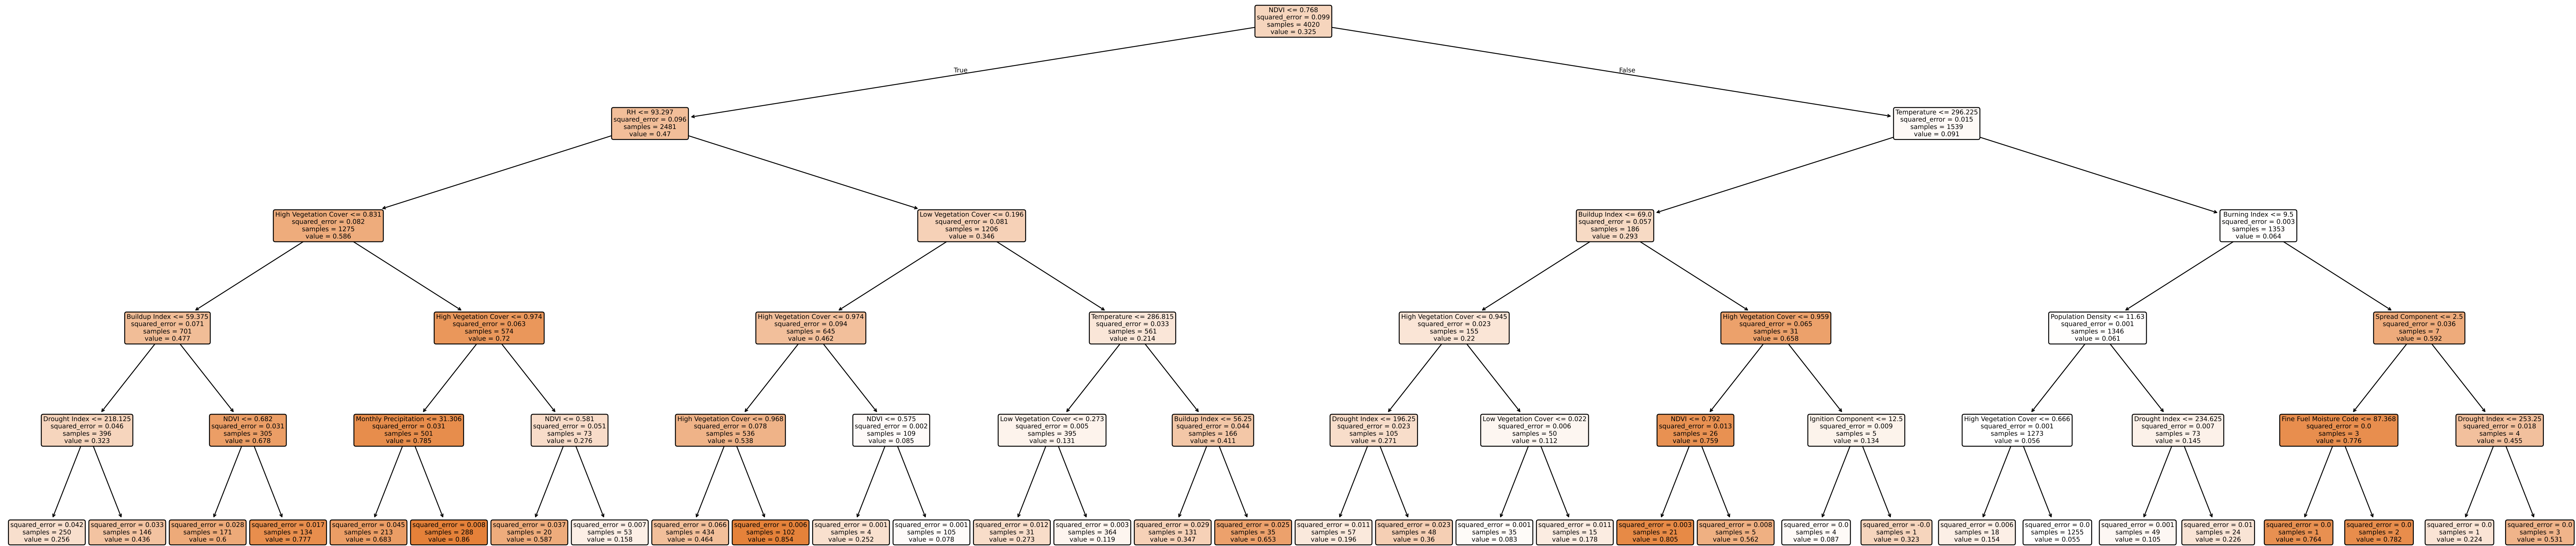 NDVI <= 0.768
squared_error = 0.099
samples = 4020
value = 0.325
True
False
RH <= 93.297
squared_error = 0.096
samples = 2481
value = 0.47
Temperature <= 296.225
squared_error = 0.015
samples = 1539
value = 0.091
High Vegetation Cover <= 0.831
squared_error = 0.082
samples = 1275
value = 0.586
Low Vegetation Cover <= 0.196
squared_error = 0.081
samples = 1206
value = 0.346
Buildup Index <= 69.0
squared_error = 0.057
samples = 186
value = 0.293
Burning Index <= 9.5
squared_error = 0.003
samples = 1353
value = 0.064
Buildup Index <= 59.375
squared_error = 0.071
samples = 701
value = 0.477
High Vegetation Cover <= 0.974
squared_error = 0.063
samples = 574
value = 0.72
High Vegetation Cover <= 0.974
squared_error = 0.094
samples = 645
value = 0.462
Temperature <= 286.815
squared_error = 0.033
samples = 561
value = 0.214
High Vegetation Cover <= 0.945
squared_error = 0.023
samples = 155
value = 0.22
High Vegetation Cover <= 0.959
squared_error = 0.065
samples = 31
value = 0.658
Population Density <= 11.63
squared_error = 0.001
samples = 1346
value = 0.061
Spread Component <= 2.5
squared_error = 0.036
samples = 7
value = 0.592
Drought Index <= 218.125
squared_error = 0.046
samples = 396
value = 0.323
NDVI <= 0.682
squared_error = 0.031
samples = 305
value = 0.678
Monthly Precipitation <= 31.306
squared_error = 0.031
samples = 501
value = 0.785
NDVI <= 0.581
squared_error = 0.051
samples = 73
value = 0.276
High Vegetation Cover <= 0.968
squared_error = 0.078
samples = 536
value = 0.538
NDVI <= 0.575
squared_error = 0.002
samples = 109
value = 0.085
Low Vegetation Cover <= 0.273
squared_error = 0.005
samples = 395
value = 0.131
Buildup Index <= 56.25
squared_error = 0.044
samples = 166
value = 0.411
Drought Index <= 196.25
squared_error = 0.023
samples = 105
value = 0.271
Low Vegetation Cover <= 0.022
squared_error = 0.006
samples = 50
value = 0.112
NDVI <= 0.792
squared_error = 0.013
samples = 26
value = 0.759
Ignition Component <= 12.5
squared_error = 0.009
samples = 5
value = 0.134
High Vegetation Cover <= 0.666
squared_error = 0.001
samples = 1273
value = 0.056
Drought Index <= 234.625
squared_error = 0.007
samples = 73
value = 0.145
Fine Fuel Moisture Code <= 87.368
squared_error = 0.0
samples = 3
value = 0.776
Drought Index <= 253.25
squared_error = 0.018
samples = 4
value = 0.455
squared_error = 0.042
samples = 250
value = 0.256
squared_error = 0.033
samples = 146
value = 0.436
squared_error = 0.028
samples = 171
value = 0.6
squared_error = 0.017
samples = 134
value = 0.777
squared_error = 0.045
samples = 213
value = 0.683
squared_error = 0.008
samples = 288
value = 0.86
squared_error = 0.037
samples = 20
value = 0.587
squared_error = 0.007
samples = 53
value = 0.158
squared_error = 0.066
samples = 434
value = 0.464
squared_error = 0.006
samples = 102
value = 0.854
squared_error = 0.001
samples = 4
value = 0.252
squared_error = 0.001
samples = 105
value = 0.078
squared_error = 0.012
samples = 31
value = 0.273
squared_error = 0.003
samples = 364
value = 0.119
squared_error = 0.029
samples = 131
value = 0.347
squared_error = 0.025
samples = 35
value = 0.653
squared_error = 0.011
samples = 57
value = 0.196
squared_error = 0.023
samples = 48
value = 0.36
squared_error = 0.001
samples = 35
value = 0.083
squared_error = 0.011
samples = 15
value = 0.178
squared_error = 0.003
samples = 21
value = 0.805
squared_error = 0.008
samples = 5
value = 0.562
squared_error = 0.0
samples = 4
value = 0.087
squared_error = -0.0
samples = 1
value = 0.323
squared_error = 0.006
samples = 18
value = 0.154
squared_error = 0.0
samples = 1255
value = 0.055
squared_error = 0.001
samples = 49
value = 0.105
squared_error = 0.01
samples = 24
value = 0.226
squared_error = 0.0
samples = 1
value = 0.764
squared_error = 0.0
samples = 2
value = 0.782
squared_error = 0.0
samples = 1
value = 0.224
squared_error = 0.0
samples = 3
value = 0.531